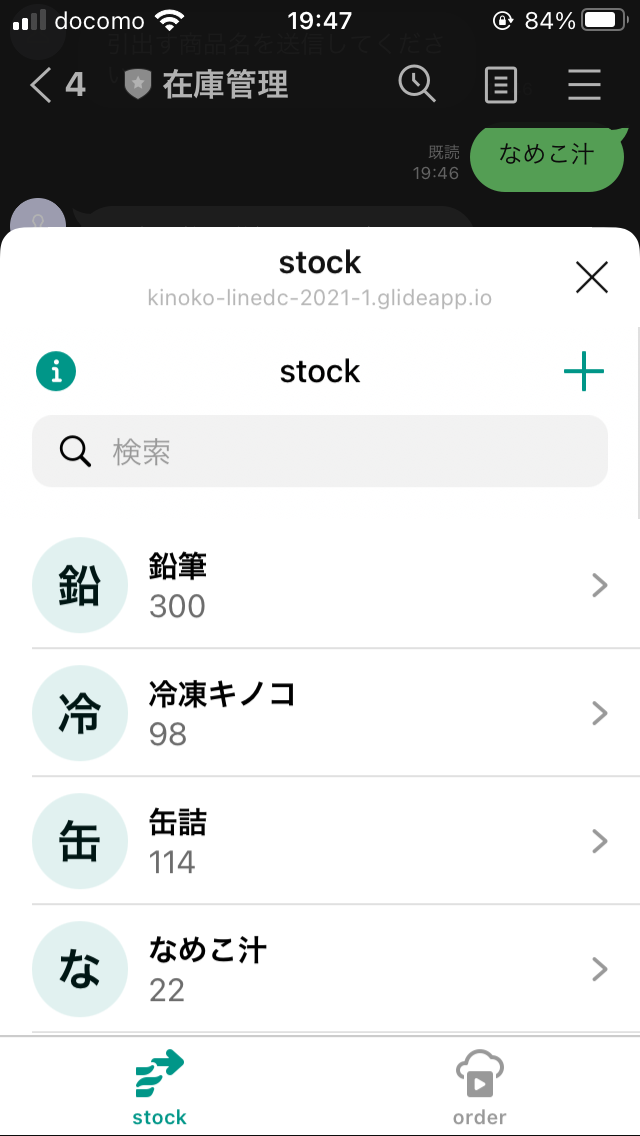 docomo 19:47 84%
引出す商品名を送信してくださ
い
4 在庫管理
既読
19:46
なめこ汁
stock
kinoko-linedc-2021-1.glideapp.io
stock
検索
鉛
鉛筆
300
冷
冷凍キノコ
98
缶
缶詰
114
な
なめこ汁
22
stock
order